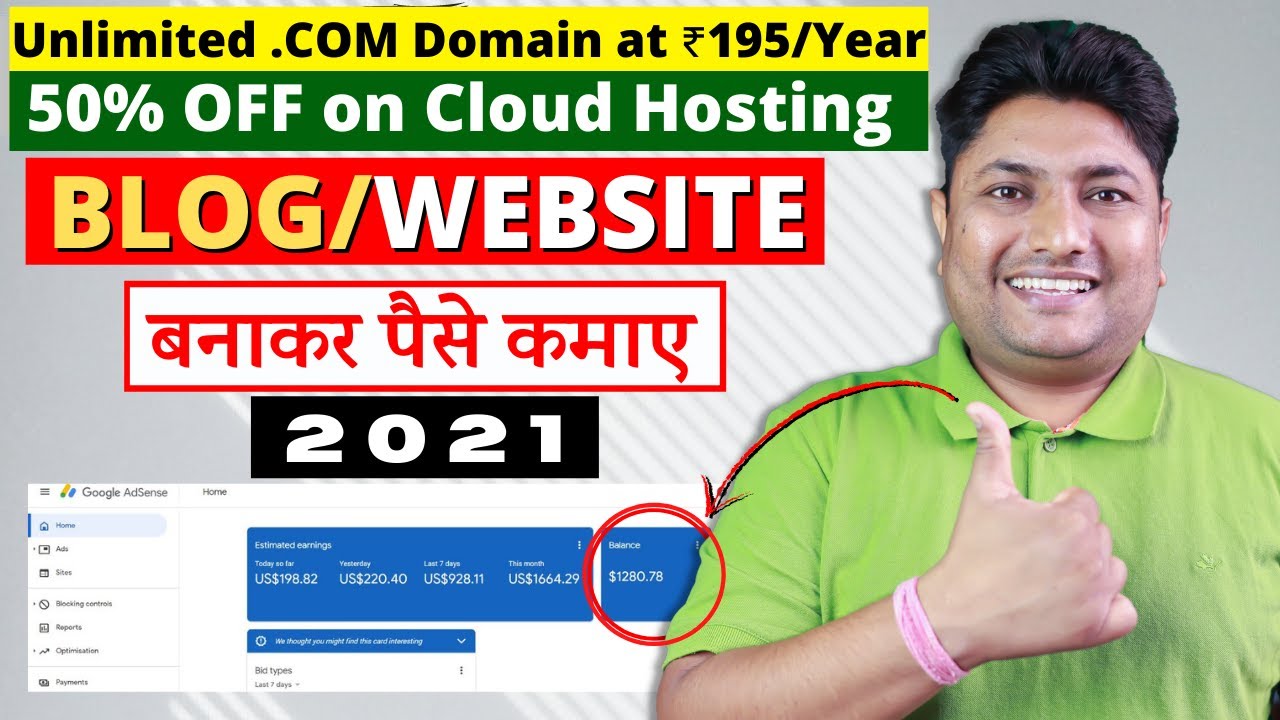 Unlimited .COM Domain at ₹195/Year
50% OFF on Cloud Hosting
BLOG/WEBSITE
बनाकर पैसे कमाए
2021
Google AdSense
Home
Home
Ads
Sites
Blocking controls
Reports
Optimisation
Payments
Estimated earnings
Today so far
Yesterday
Last 7 days
This month
US$198.82
US$220.40
US$928.11
US$1664.29
Balance
$1280.78
We thought you might find this card interesting
Bid types
Last 7 days